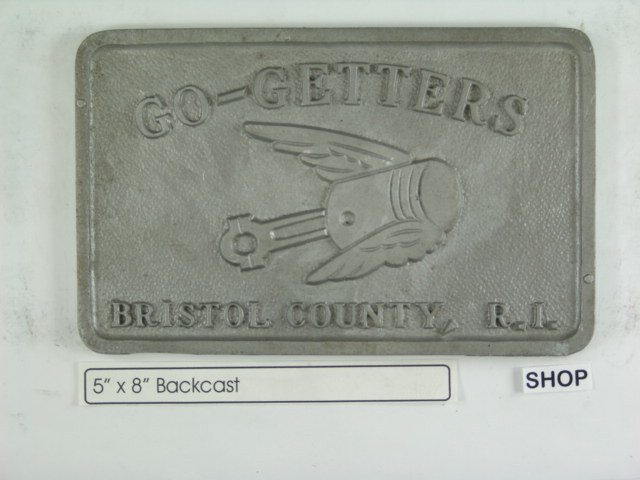 GO-GETTERS
BRISTOL COUNTY, R.I.
5" x 8" Backcast
SHOP